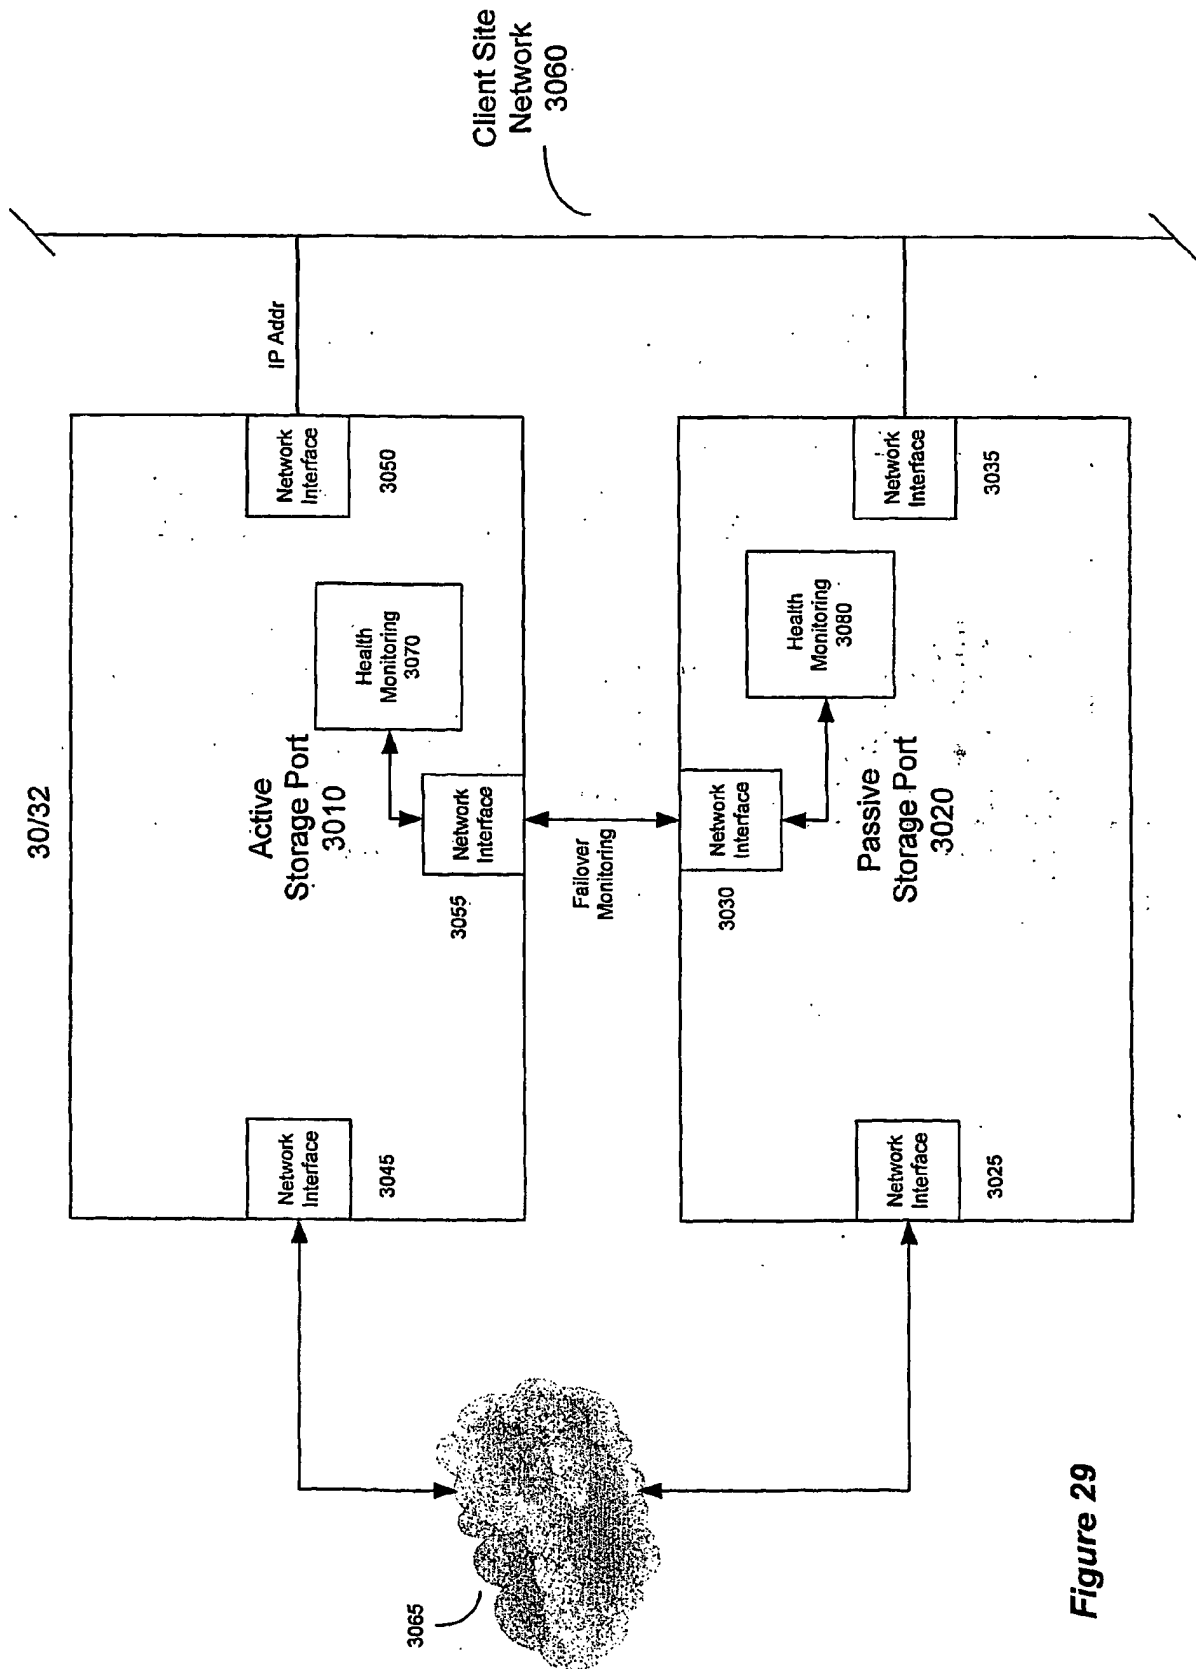 30/32
Active
Storage Port
3010
Network
Interface
3045
Network
Interface
3055
Health
Monitoring
3070
Network
Interface
3050
IP Addr
Client Site
Network
3060
Failover
Monitoring
3065
Network
Interface
3030
Health
Monitoring
3080
Passive
Storage Port
3020
Network
Interface
3025
Network
Interface
3035
Figure 29